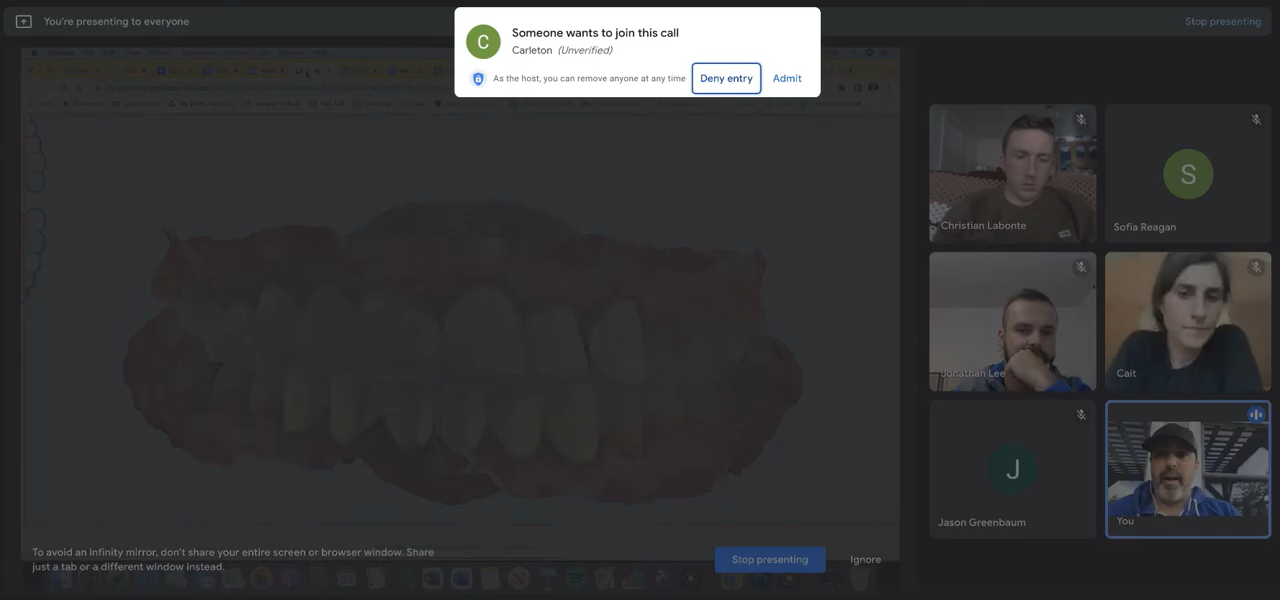 You're presenting to everyone
Stop presenting
C
Someone wants to join this call
Carleton (Unverified)
As the host, you can remove anyone at any time
Deny entry
Admit
Christian Labonte
S
Sofia Reagan
Jonathan Lee
Cait
J
Jason Greenbaum
You
To avoid an infinity mirror, don't share your entire screen or browser window. Share
just a tab or a different window instead.
Stop presenting
Ignore